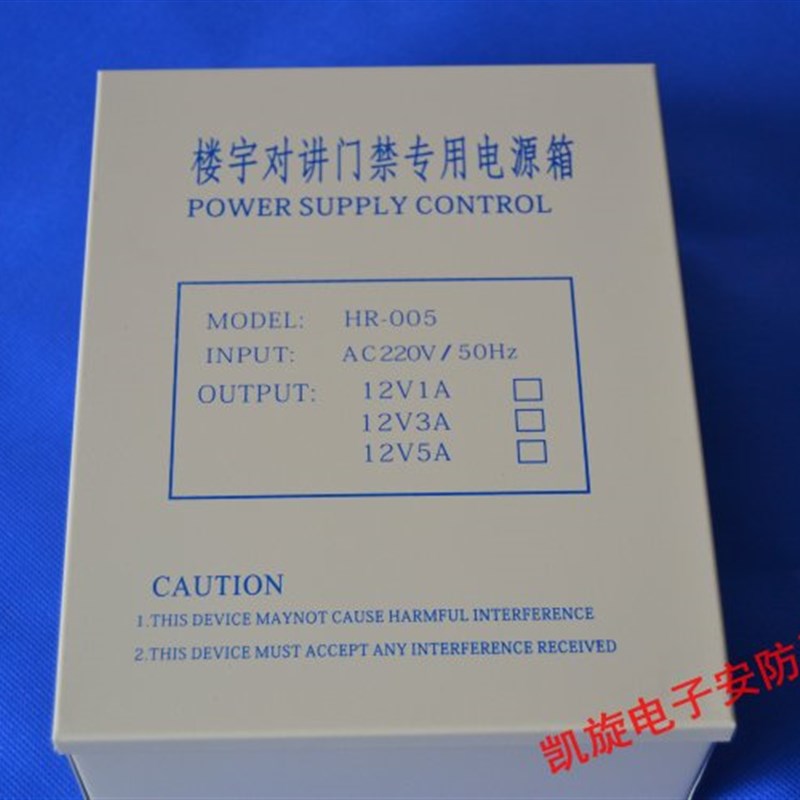 楼宇对讲门禁专用电源箱
POWER SUPPLY CONTROL
MODEL: HR-005
INPUT: AC220V/50Hz
OUTPUT: 12V1A
12V3A
12V5A
CAUTION
1.THIS DEVICE MAYNOT CAUSE HARMFUL INTERFERENCE
2.THIS DEVICE MUST ACCEPT ANY INTERFERENCE RECEIVED
凯旋电子安防